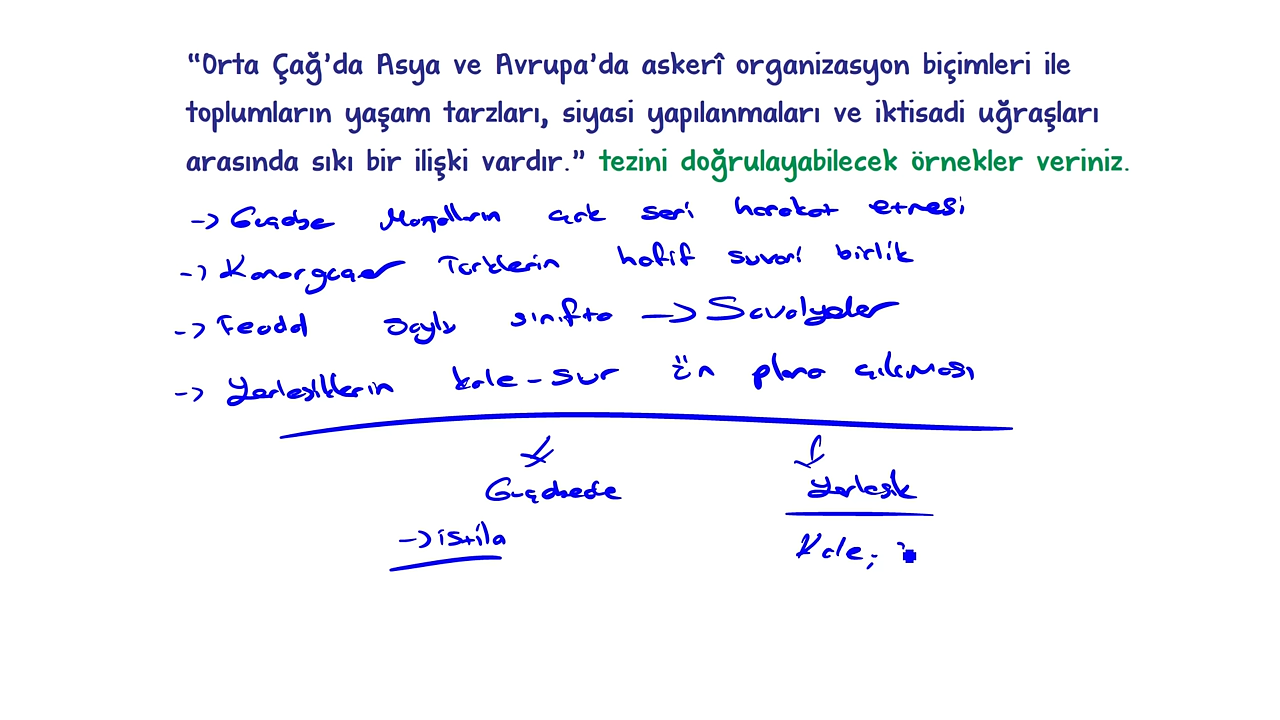 “Orta Çağ’da Asya ve Avrupa’da askerî organizasyon biçimleri ile
toplumların yaşam tarzları, siyasi yapılanmaları ve iktisadi uğraşları
arasında sıkı bir ilişki vardır.” tezini doğrulayabilecek örnekler veriniz.
-> Göçebe Moğolların çok seri hareket etmesi
-> Konargöçer Türklerin hafif süvari birlik
-> Feodal soylu sınıfta -> Şövalyeler
-> Yerleşiklerin kale - sur ön plana çıkması
Göçebede Yerleşik
-> istila
Kale,